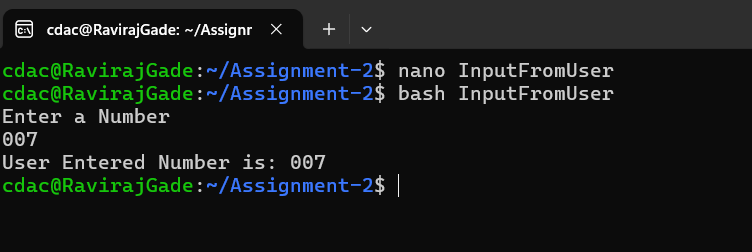 cdac@RavirajGade: ~/Assignr
cdac@RavirajGade:~/Assignment-2$ nano InputFromUser
cdac@RavirajGade:~/Assignment-2$ bash InputFromUser
Enter a Number
007
User Entered Number is: 007
cdac@RavirajGade:~/Assignment-2$